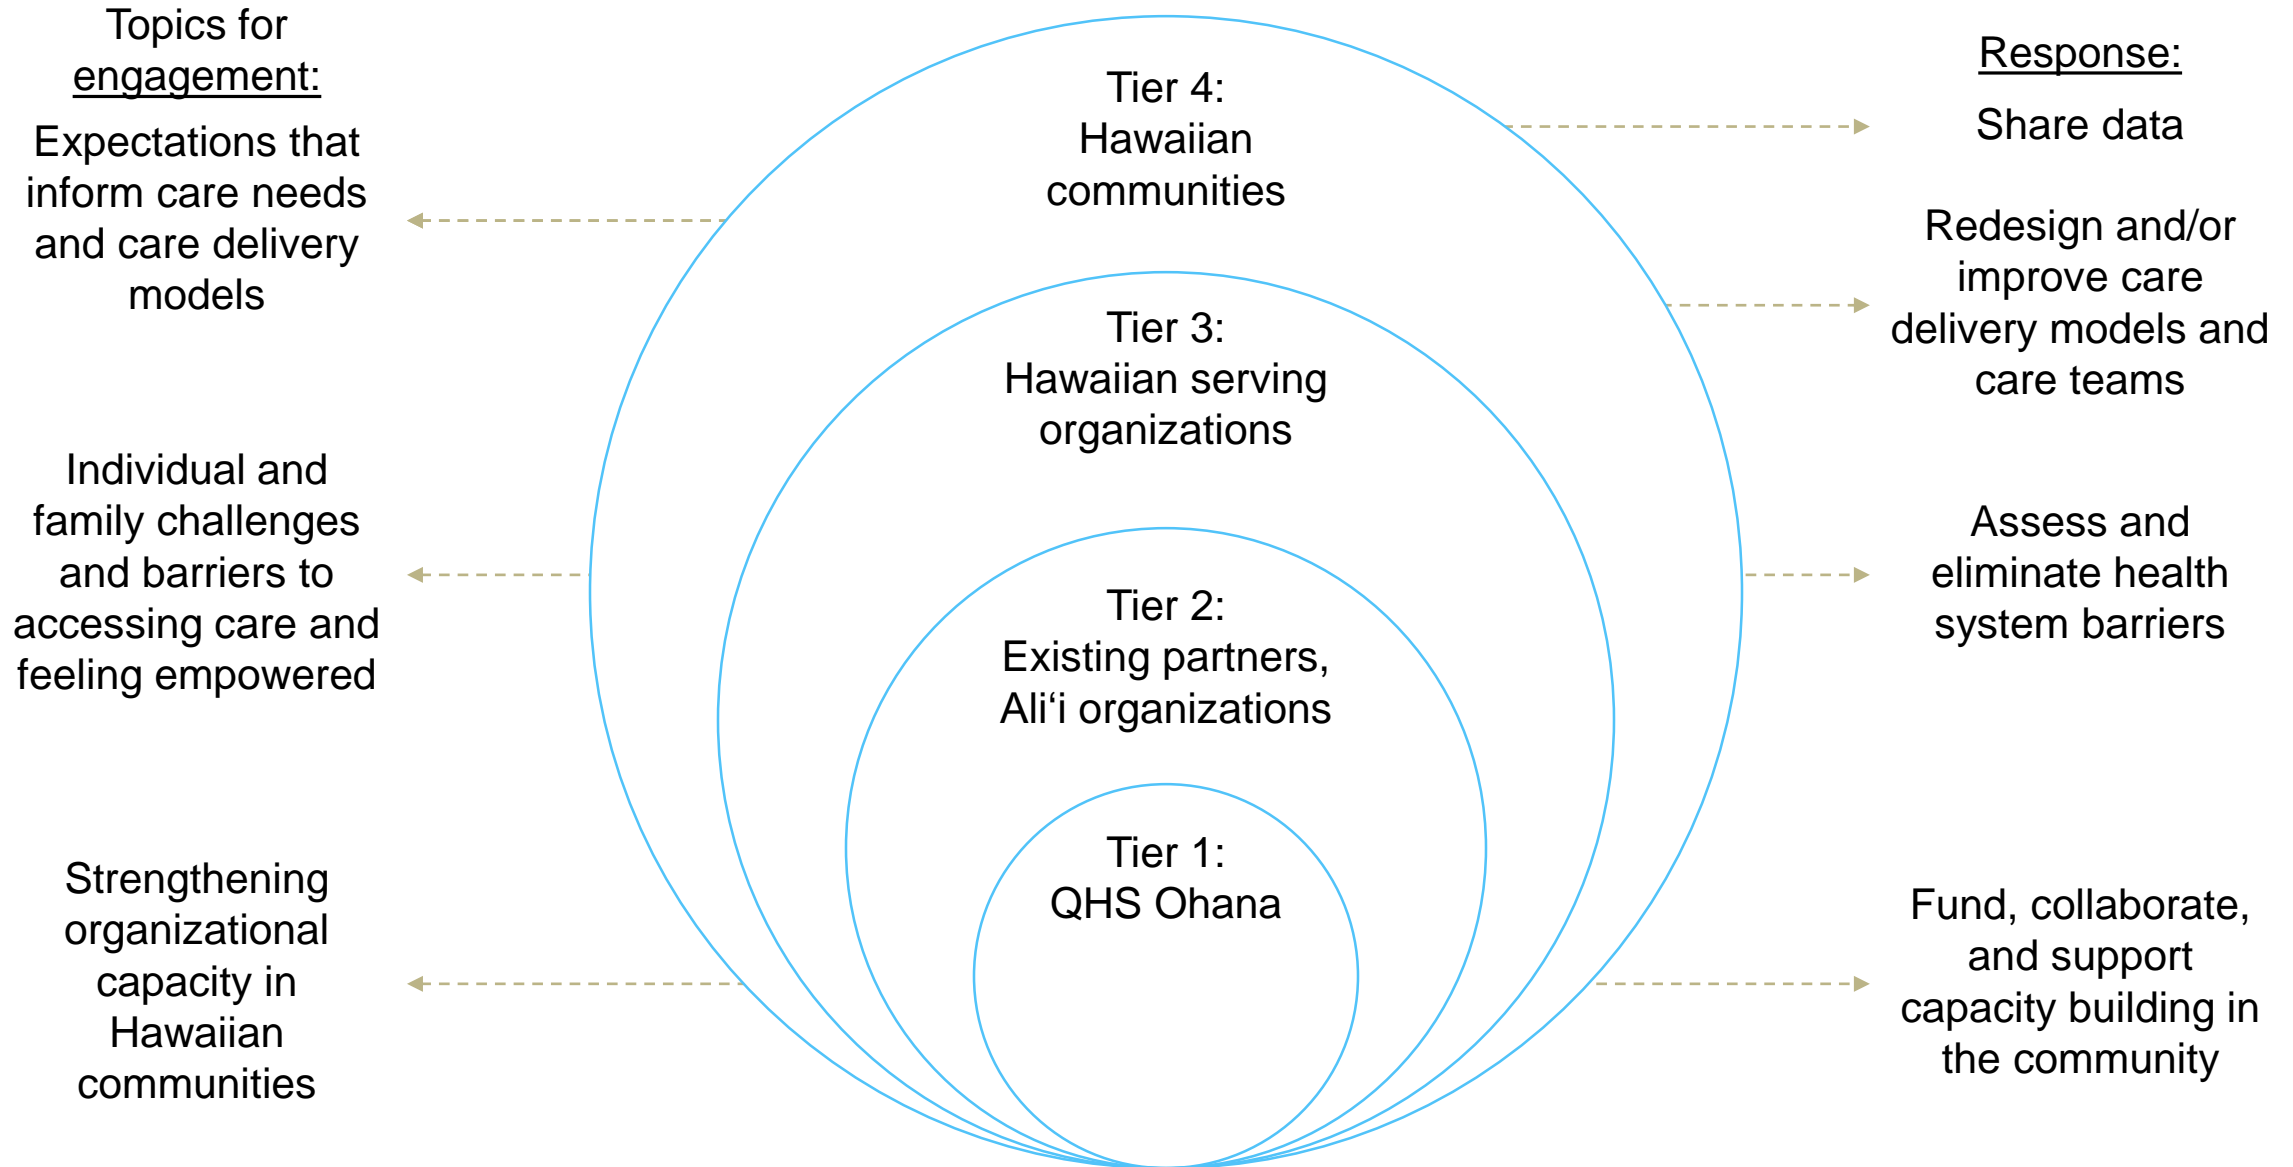 Topics for
engagement:
Expectations that
inform care needs
and care delivery
models
Individual and
family challenges
and barriers to
accessing care and
feeling empowered
Strengthening
organizational
capacity in
Hawaiian
communities
Tier 4:
Hawaiian
communities
Tier 3:
Hawaiian serving
organizations
Tier 2:
Existing partners,
Ali‘i organizations
Tier 1:
QHS Ohana
Response:
Share data
Redesign and/or
improve care
delivery models and
care teams
Assess and
eliminate health
system barriers
Fund, collaborate,
and support
capacity building in
the community